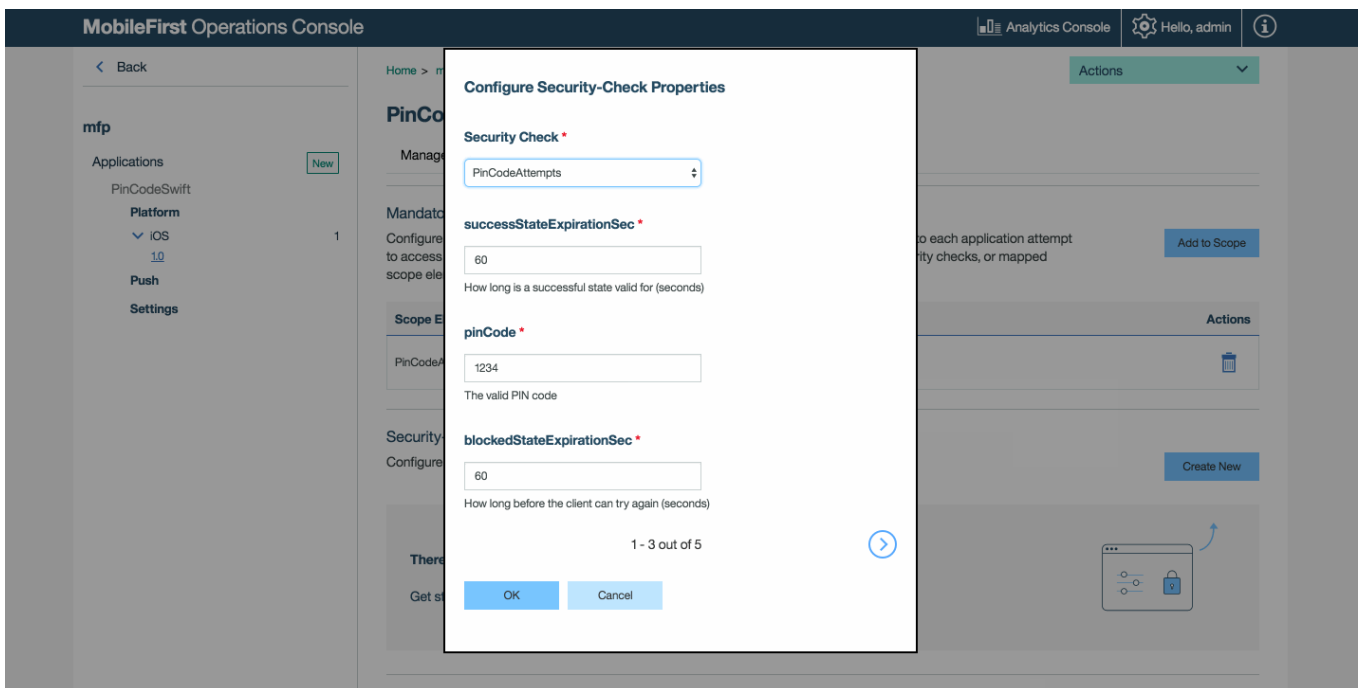 MobileFirst Operations Console
Analytics Console
Hello, admin
Back
Home >
Actions
mfp
PinCo
Applications
New
Manage
PinCodeSwift
Platform
iOS 1
1.0
Push
Settings
Mandato
Configure to each application attempt
to access rity checks, or mapped
scope ele
Add to Scope
Scope El
Actions
PinCodeA
Security-
Configure
Create New
There
Get st
Configure Security-Check Properties
Security Check *
PinCodeAttempts
successStateExpirationSec *
60
How long is a successful state valid for (seconds)
pinCode *
1234
The valid PIN code
blockedStateExpirationSec *
60
How long before the client can try again (seconds)
1 - 3 out of 5
OK
Cancel